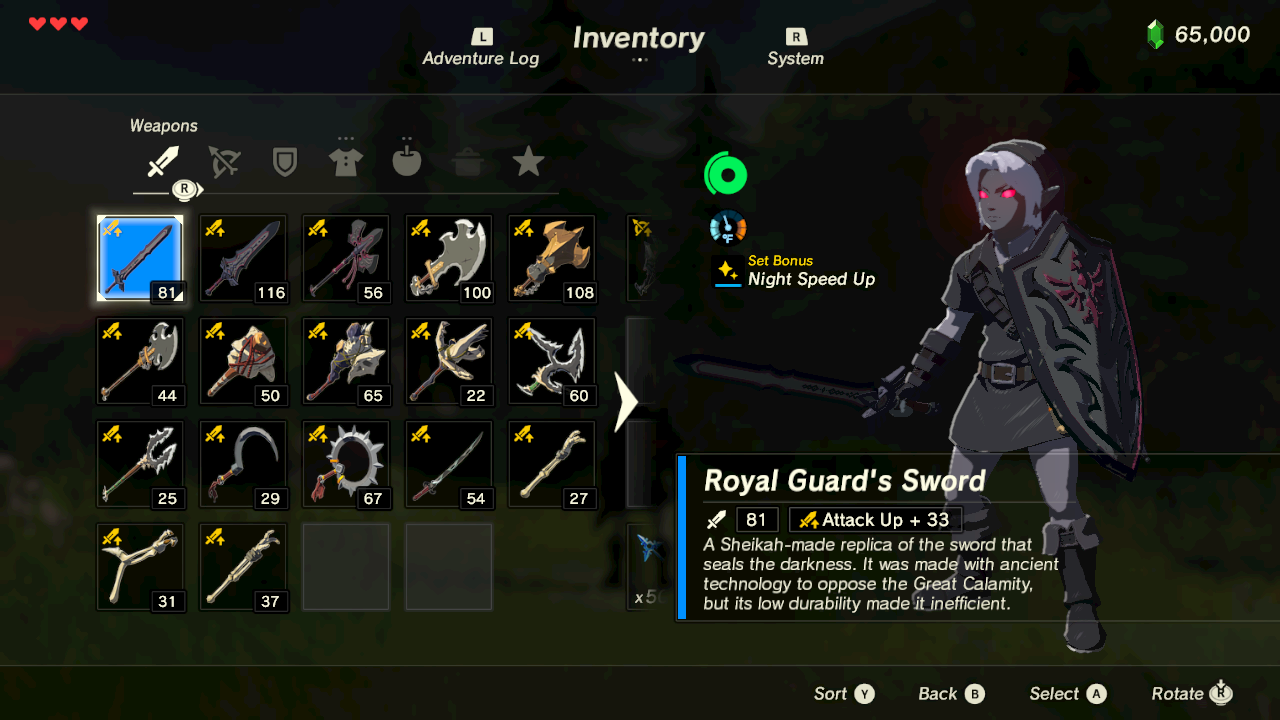 L
Inventory
R
65,000
Adventure Log
System
Weapons
R
°F
Set Bonus
Night Speed Up
81
116
56
100
108
44
50
65
22
60
25
29
67
54
27
31
37
Royal Guard's Sword
81
Attack Up + 33
A Sheikah-made replica of the sword that
seals the darkness. It was made with ancient
technology to oppose the Great Calamity,
but its low durability made it inefficient.
Sort Y
Back B
Select A
Rotate R